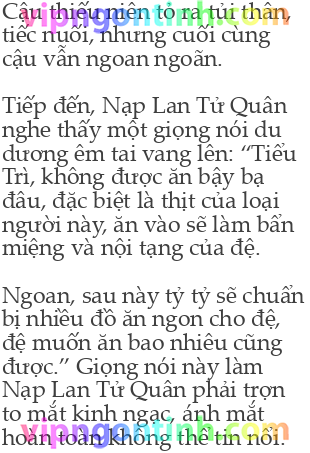 Cậu thiếu niên tỏ ra tủi thân,
vipngontinh.com
tiếc nuối, nhưng cuối cùng
cậu vẫn ngoan ngoãn.
Tiếp đến, Nạp Lan Tử Quân
nghe thấy một giọng nói du
dương êm tai vang lên: “Tiểu
Trì, không được ăn bậy bạ
đâu, đặc biệt là thịt của loại
người này, ăn vào sẽ làm bẩn
miệng và nội tạng của đệ.
Ngoan, sau này tỷ tỷ sẽ chuẩn
bị nhiều đồ ăn ngon cho đệ,
đệ muốn ăn bao nhiêu cũng
được.” Giọng nói này làm
Nạp Lan Tử Quân phải trợn
to mắt kinh ngạc, ánh mắt
vipngontinh.com
hoàn toàn không thể tin nổi.